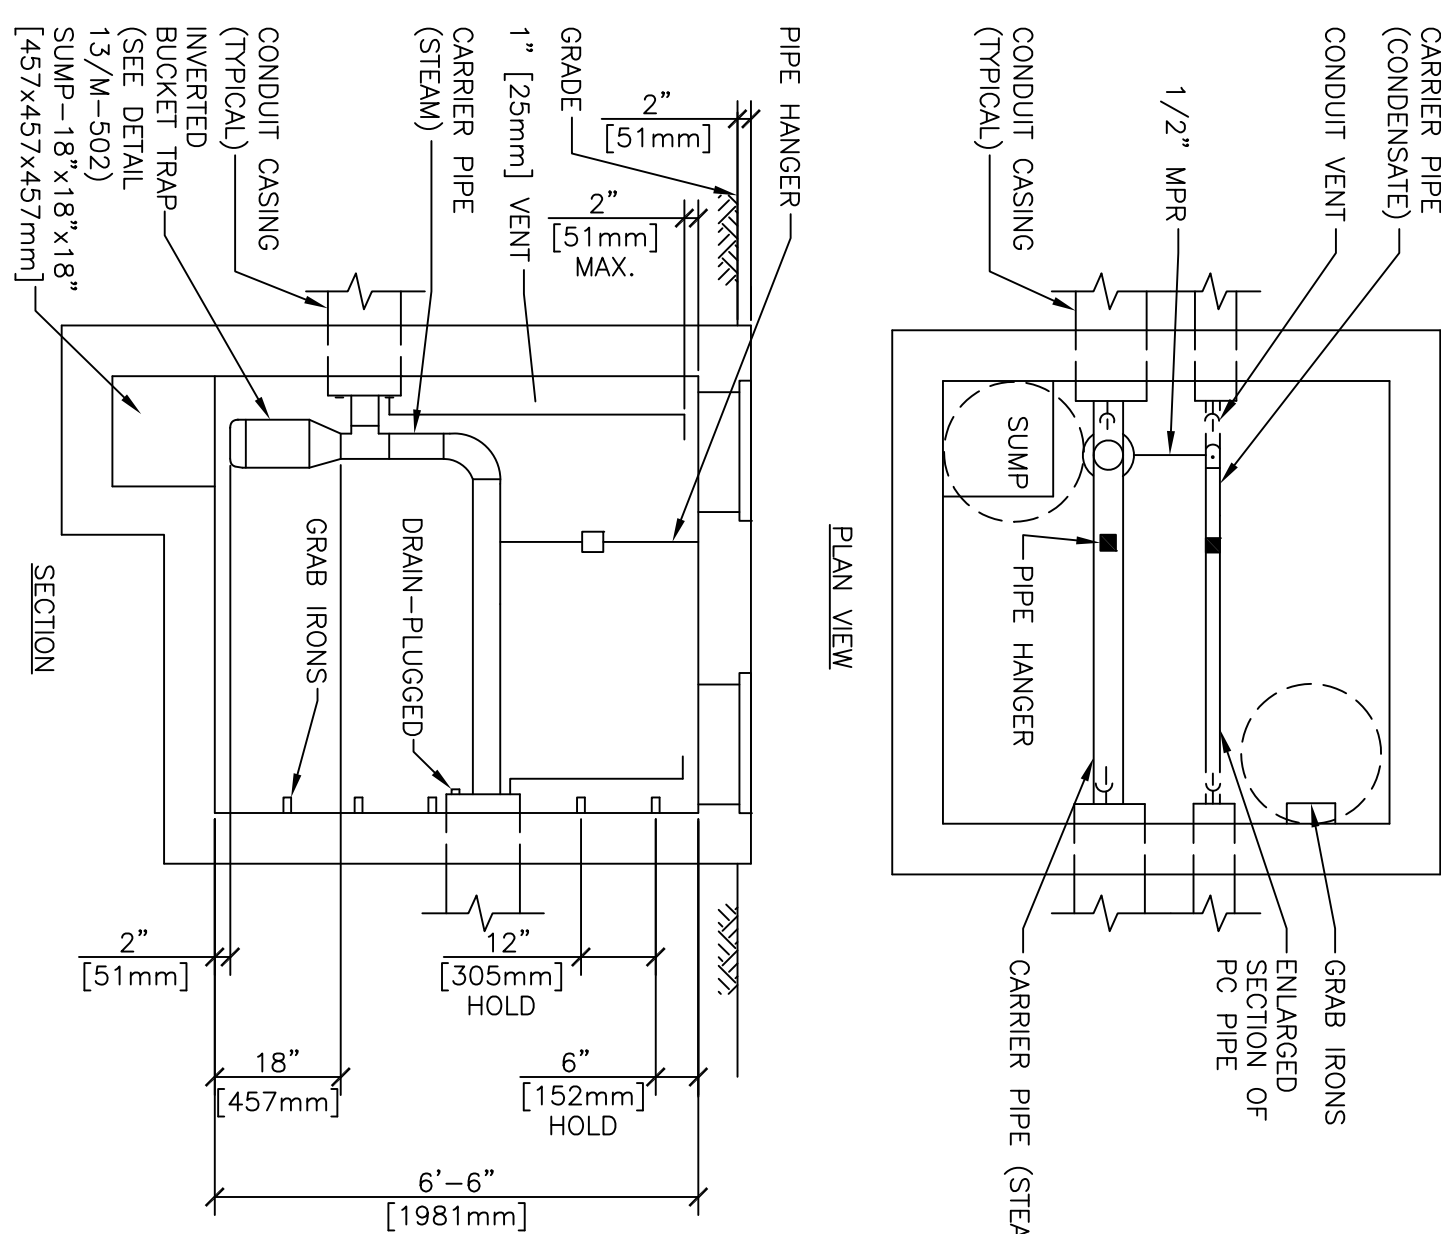 CARRIER PIPE
(CONDENSATE)
CONDUIT VENT
1/2" MPR
CONDUIT CASING
(TYPICAL)
SUMP
PIPE HANGER
GRAB IRONS
ENLARGED
SECTION OF
PC PIPE
CARRIER PIPE (STEA
PLAN VIEW
PIPE HANGER
GRADE
1" [25mm] VENT
CARRIER PIPE
(STEAM)
CONDUIT CASING
(TYPICAL)
INVERTED
BUCKET TRAP
(SEE DETAIL
13/M-502)
SUMP-18"x18"x18"
[457x457x457mm]
2"
[51mm]
2"
[51mm]
MAX.
DRAIN-PLUGGED
GRAB IRONS
2"
[51mm]
12"
[305mm]
HOLD
18"
[457mm]
6"
[152mm]
HOLD
6'-6"
[1981mm]
SECTION